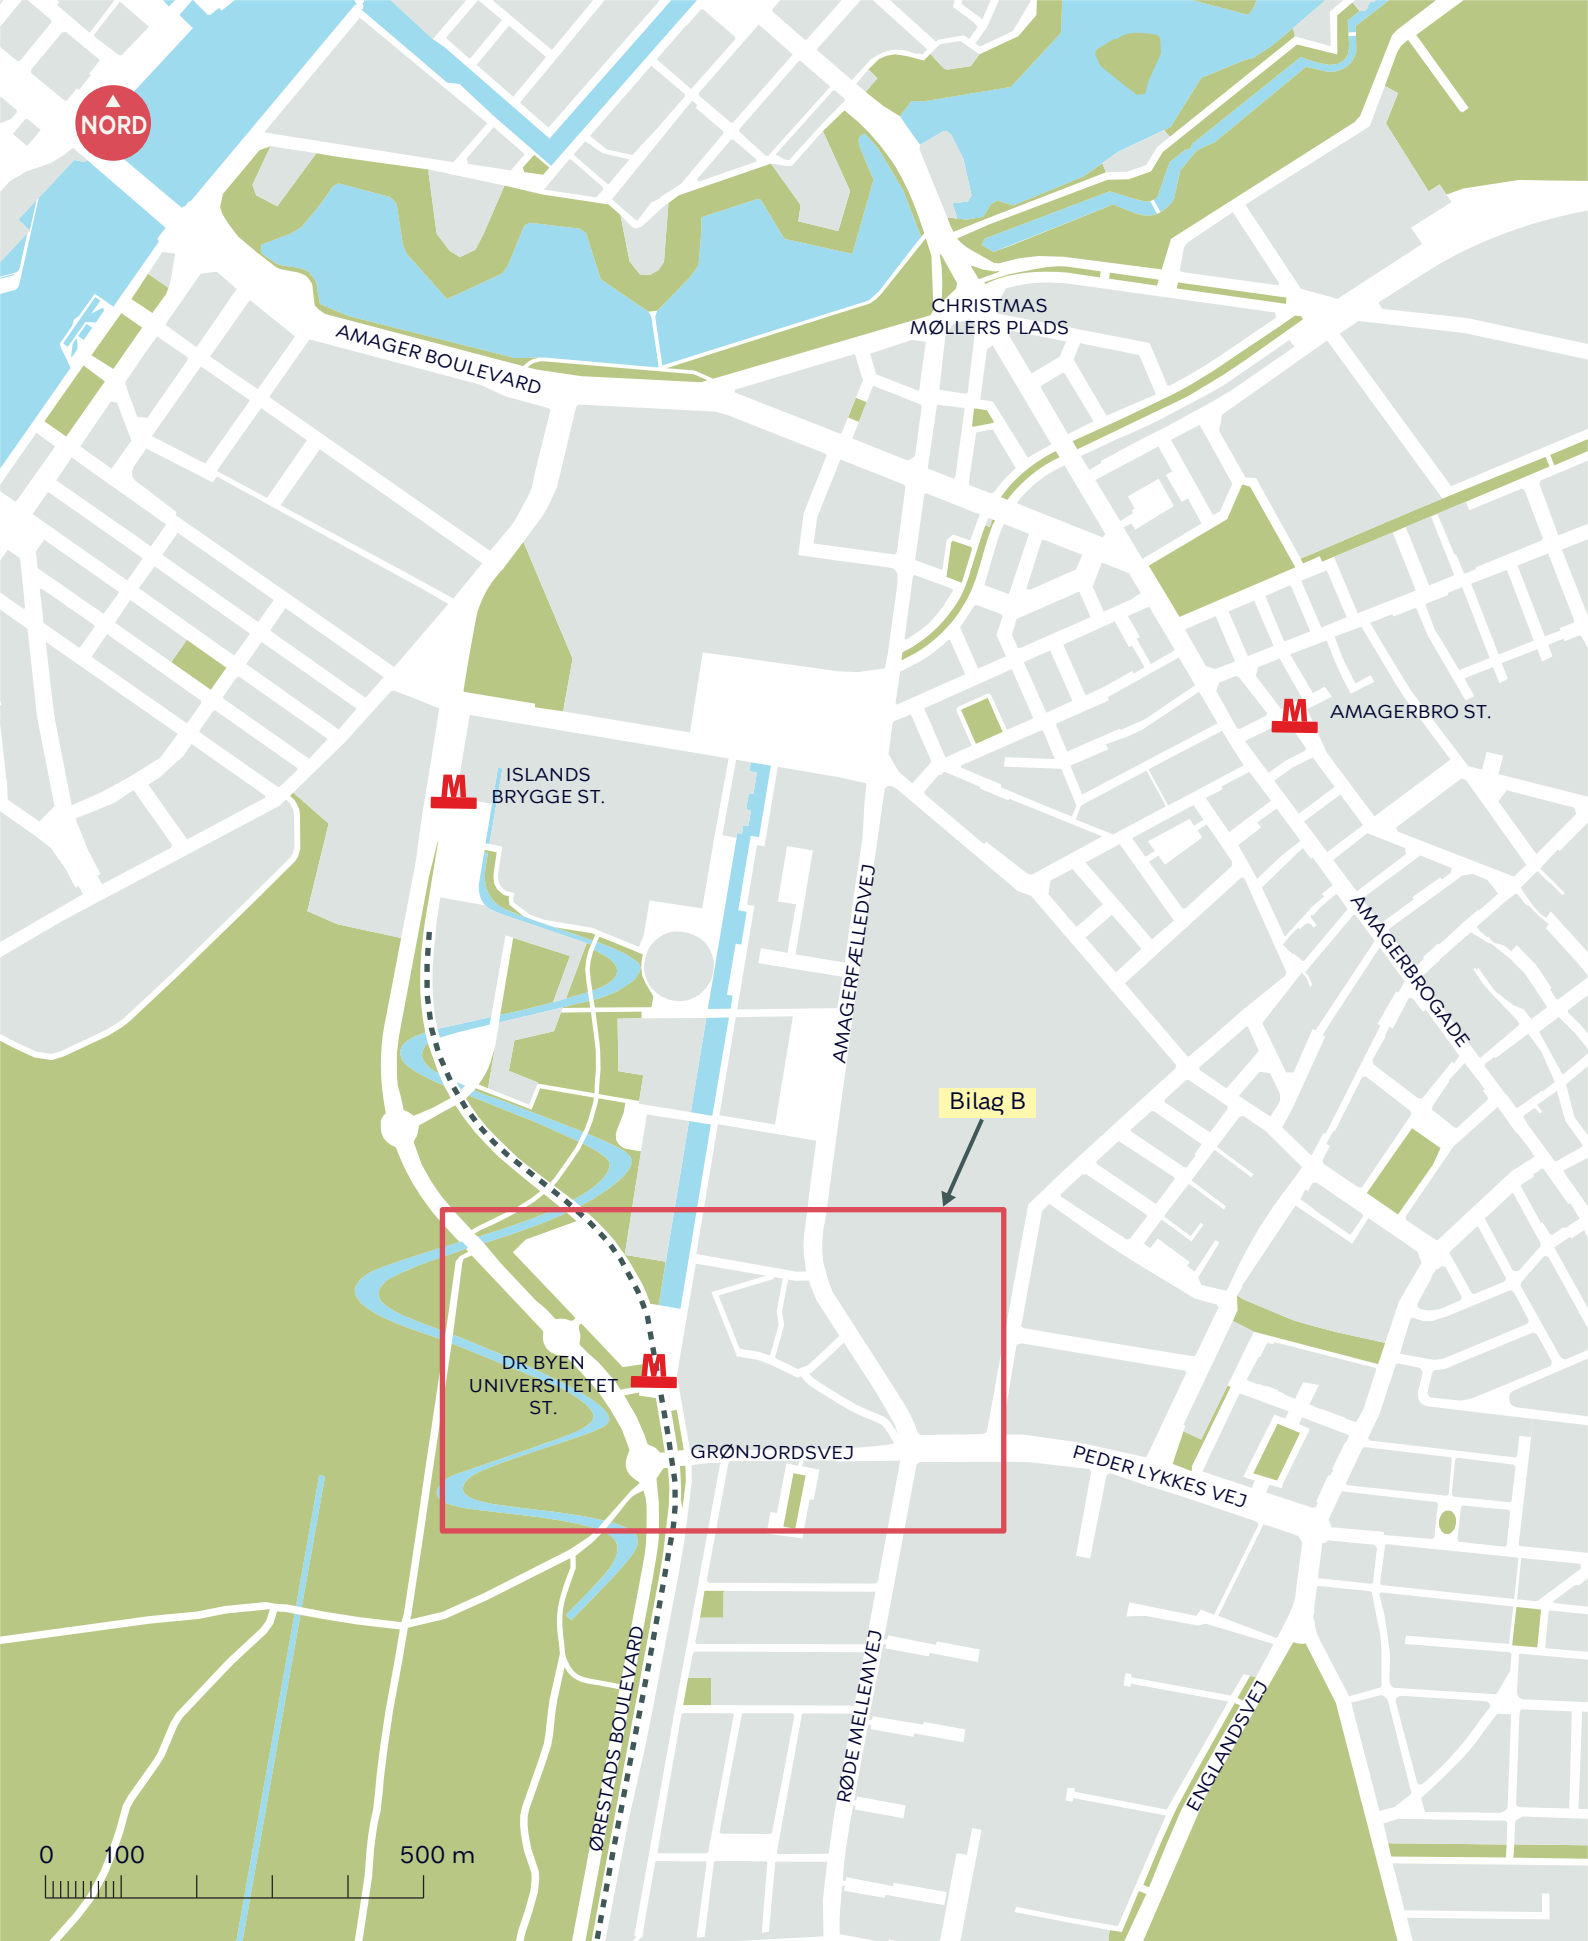 NORD
CHRISTMAS
MØLLERS PLADS
AMAGER BOULEVARD
M
AMAGERBRO ST.
M
ISLANDS
BRYGGE ST.
AMAGERFÆLLEDVEJ
AMAGERBROGADE
Bilag B
M
DR BYEN
UNIVERSITETET
ST.
GRØNJORDSVEJ
PEDER LYKKES VEJ
ØRESTADS BOULEVARD
RØDE MELLEMVEJ
ENGLANDSVEJ
0 100 500 m